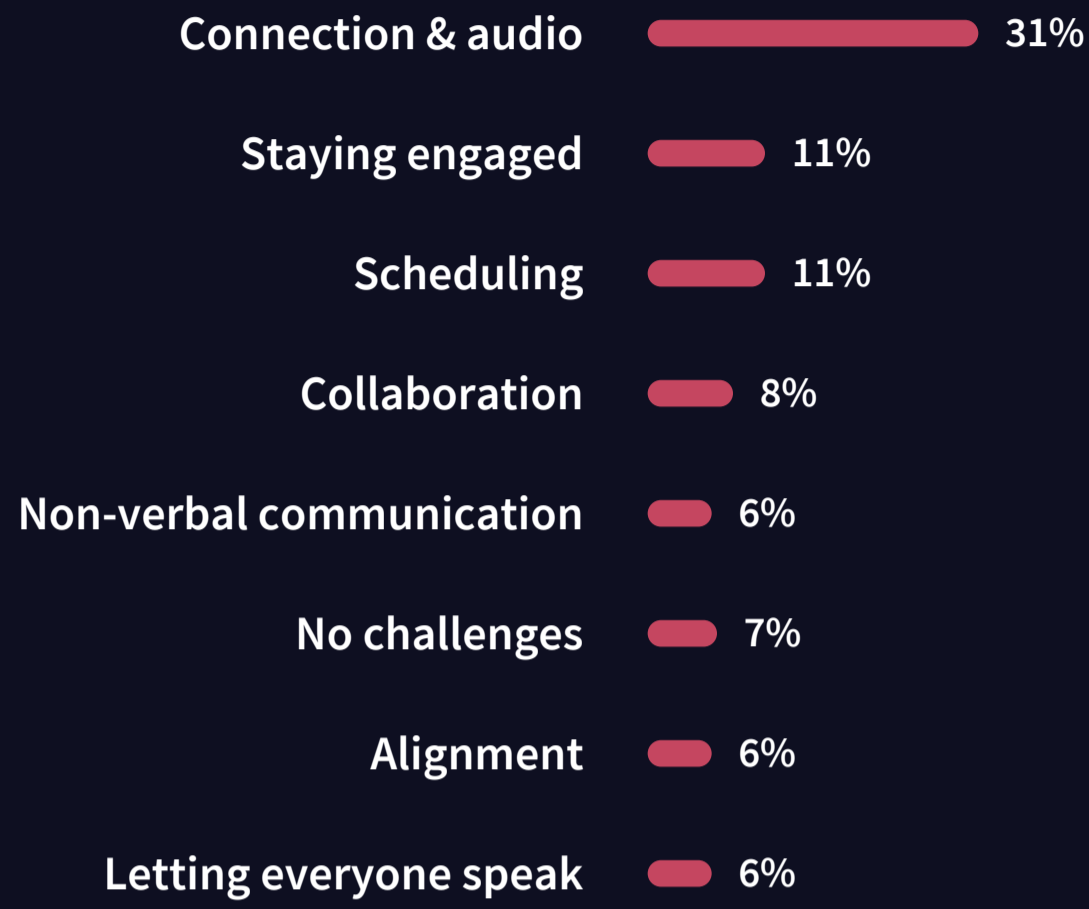 Connection & audio 31%
Staying engaged 11%
Scheduling 11%
Collaboration 8%
Non-verbal communication 6%
No challenges 7%
Alignment 6%
Letting everyone speak 6%